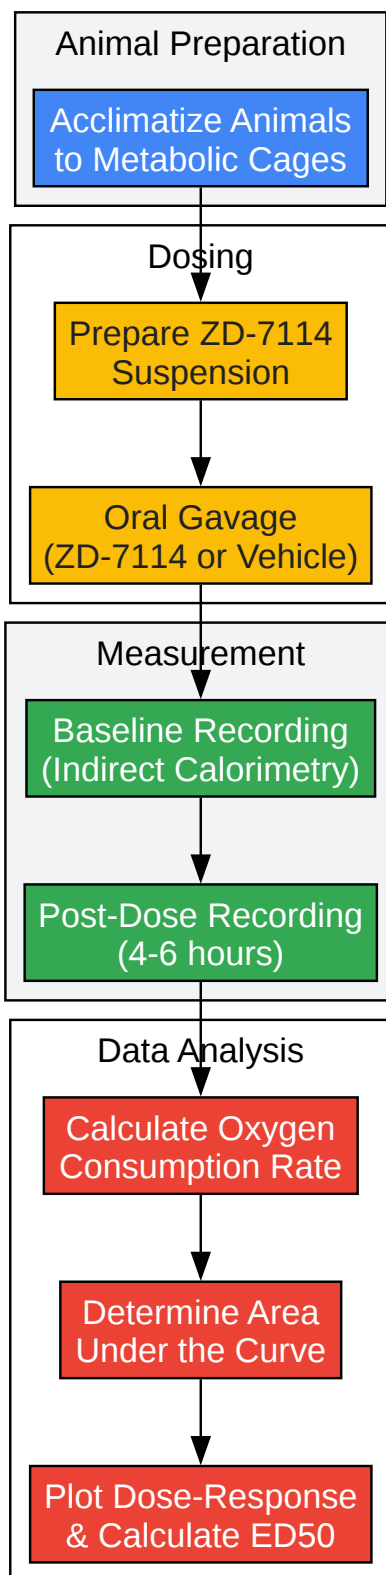 Animal Preparation
Acclimatize Animals
to Metabolic Cages
Dosing
Prepare ZD-7114
Suspension
Oral Gavage
(ZD-7114 or Vehicle)
Measurement
Baseline Recording
(Indirect Calorimetry)
Post-Dose Recording
(4-6 hours)
Data Analysis
Calculate Oxygen
Consumption Rate
Determine Area
Under the Curve
Plot Dose-Response
& Calculate ED50